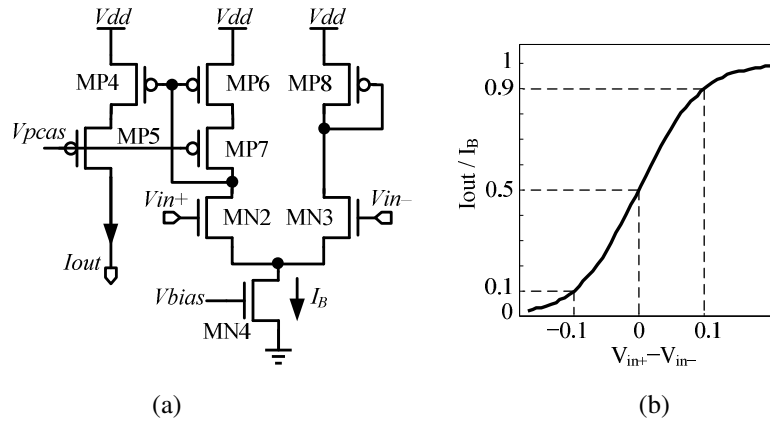 Vdd Vdd Vdd
MP4 MP6 MP8
Vpcas MP5 MP7
Vin+ MN2 MN3 Vin−
Iout
Vbias I_B
MN4
(a)
1
0.9
0.5
0.1
0
Iout / I_B
−0.1 0 0.1
V_in+−V_in−
(b)